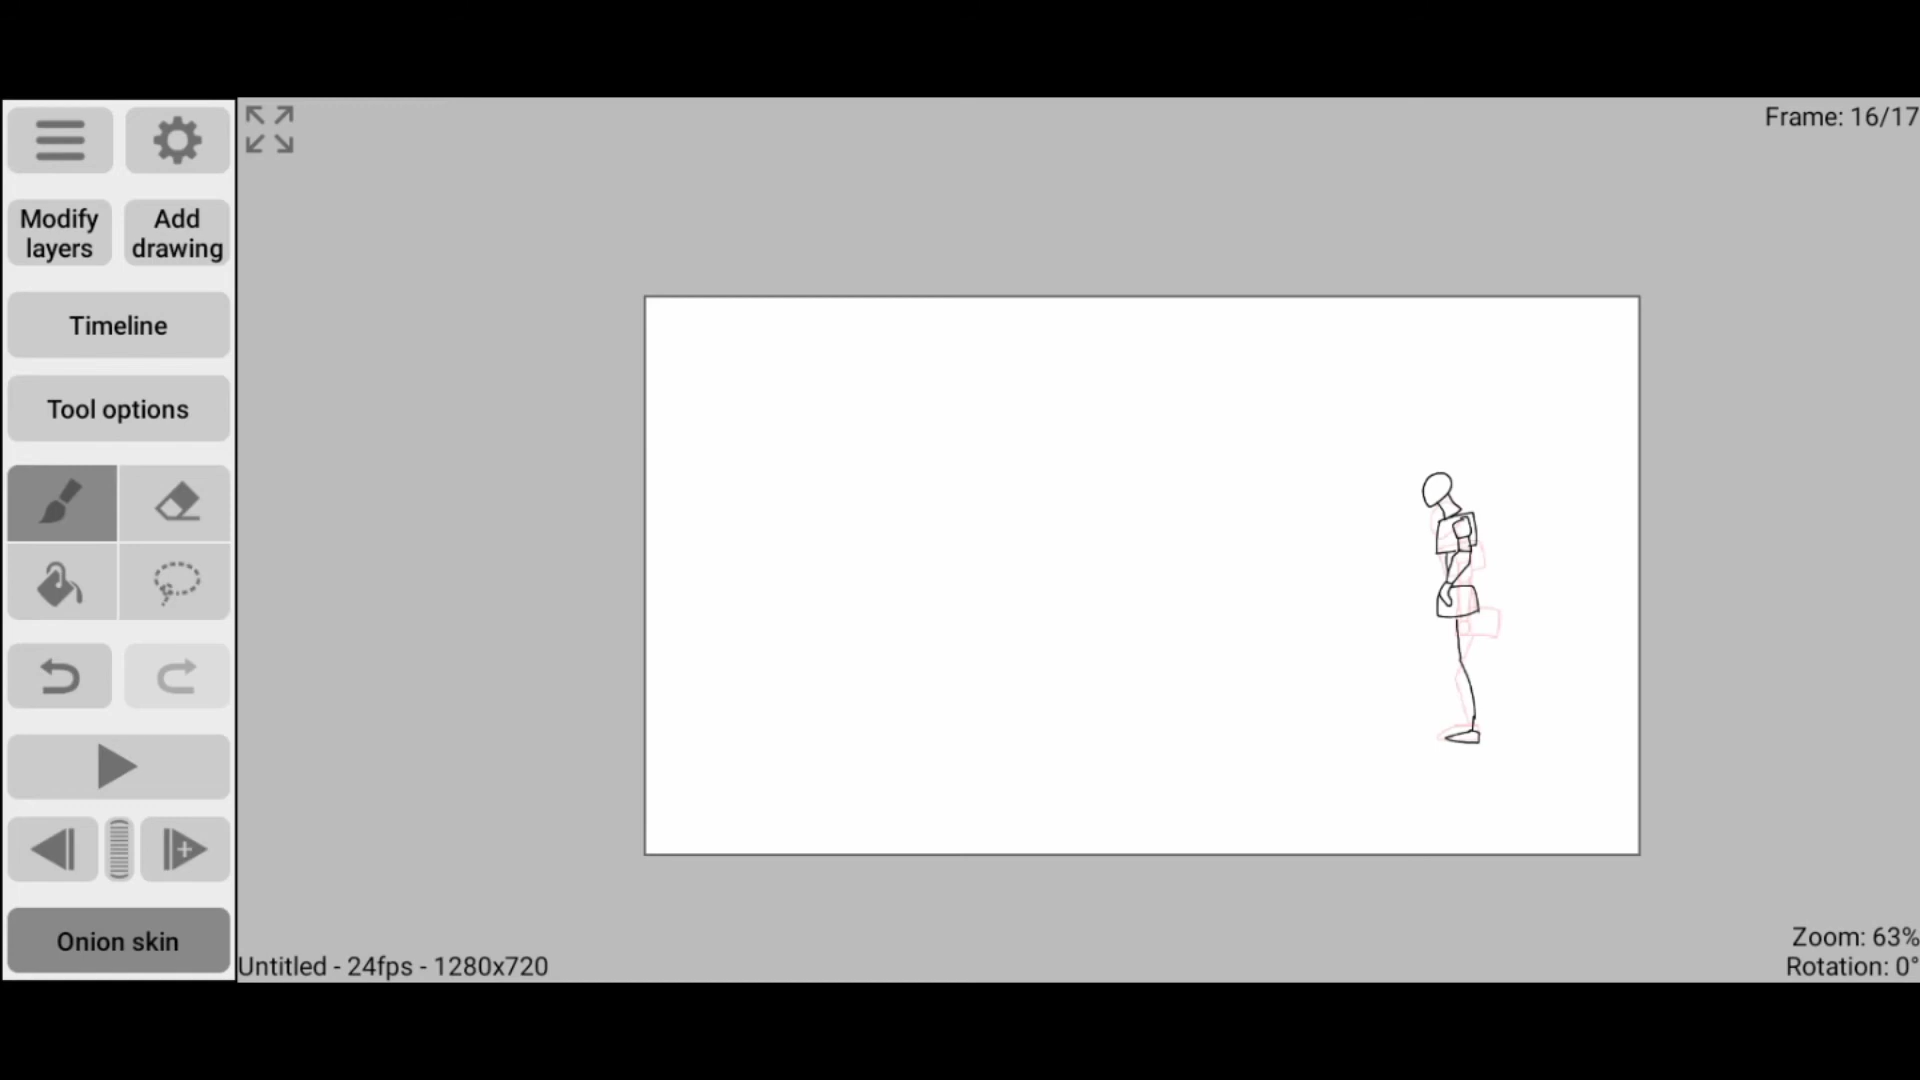 Frame: 16/17
Modify
layers
Add
drawing
Timeline
Tool options
Onion skin
Untitled - 24fps - 1280x720
Zoom: 63%
Rotation: 0°